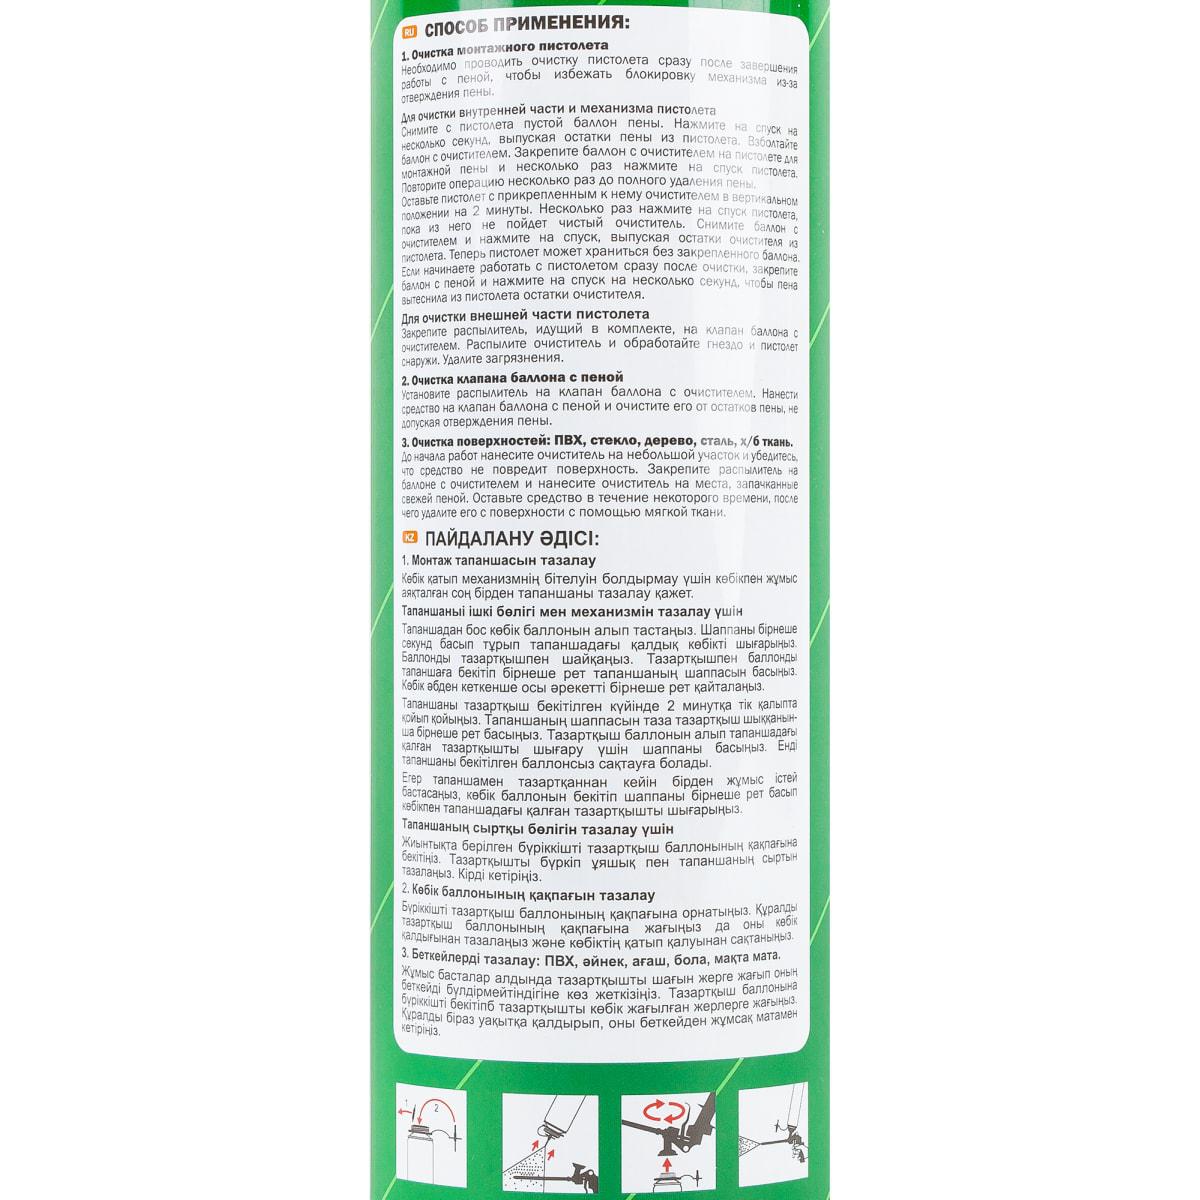 RU СПОСОБ ПРИМЕНЕНИЯ:
1. Очистка монтажного пистолета
Необходимо проводить очистку пистолета сразу после завершения
работы с пеной, чтобы избежать блокировку механизма из-за
отверждения пены.
Для очистки внутренней части и механизма пистолета
Снимите с пистолета пустой баллон пены. Нажмите на спуск на
несколько секунд, выпуская остатки пены из пистолета. Взболтайте
баллон с очистителем. Закрепите баллон с очистителем на пистолете для
монтажной пены и несколько раз нажмите на спуск пистолета.
Повторите операцию несколько раз до полного удаления пены.
Оставьте пистолет с прикрепленным к нему очистителем в вертикальном
положении на 2 минуты. Несколько раз нажмите на спуск пистолета,
пока из него не пойдет чистый очиститель. Снимите баллон с
очистителем и нажмите на спуск, выпуская остатки очистителя из
пистолета. Теперь пистолет может храниться без закрепленного баллона.
Если начинаете работать с пистолетом сразу после очистки, закрепите
баллон с пеной и нажмите на спуск на несколько секунд, чтобы пена
вытеснила из пистолета остатки очистителя.
Для очистки внешней части пистолета
Закрепите распылитель, идущий в комплекте, на клапан баллона с
очистителем. Распылите очиститель и обработайте гнездо и пистолет
снаружи. Удалите загрязнения.
2. Очистка клапана баллона с пеной
Установите распылитель на клапан баллона с очистителем. Нанести
средство на клапан баллона с пеной и очистите его от остатков пены, не
допуская отверждения пены.
3. Очистка поверхностей: ПВХ, стекло, дерево, сталь, х/б ткань.
До начала работ нанесите очиститель на небольшой участок и убедитесь,
что средство не повредит поверхность. Закрепите распылитель на
баллоне с очистителем и нанесите очиститель на места, запачканные
свежей пеной. Оставьте средство в течение некоторого времени, после
чего удалите его с поверхности с помощью мягкой ткани.
KZ ПАЙДАЛАНУ ӘДІСІ:
1. Монтаж тапаншасын тазалау
Көбік қатып механизмнің бітелуін болдырмау үшін көбікпен жұмыс
аяқталған соң бірден тапаншаны тазалау қажет.
Тапаншаныі ішкі бөлігі мен механизмін тазалау үшін
Тапаншадан бос көбік баллонын алып тастаңыз. Шаппаны бірнеше
секунд басып тұрып тапаншадағы қалдық көбікті шығарыңыз.
Баллонды тазартқышпен шайқаңыз. Тазартқышпен баллонды
тапаншаға бекітіп бірнеше рет тапаншаның шаппасын басыңыз.
Көбік әбден кеткенше осы әрекетті бірнеше рет қайталаңыз.
Тапаншаны тазартқыш бекітілген күйінде 2 минутқа тік қалыпта
қойып қойыңыз. Тапаншаның шаппасын таза тазартқыш шыққанын-
ша бірнеше рет басыңыз. Тазартқыш баллонын алып тапаншадағы
қалған тазартқышты шығару үшін шаппаны басыңыз. Енді
тапаншаны бекітілген баллонсыз сақтауға болады.
Егер тапаншамен тазартқаннан кейін бірден жұмыс істей
бастасаңыз, көбік баллонын бекітіп шаппаны бірнеше рет басып
көбікпен тапаншадағы қалған тазартқышты шығарыңыз.
Тапаншаның сыртқы бөлігін тазалау үшін
Жиынтықта берілген бүріккішті тазартқыш баллонының қақпағына
бекітіңіз. Тазартқышты бүркіп ұяшық пен тапаншаның сыртын
тазалаңыз. Кірді кетіріңіз.
2. Көбік баллонының қақпағын тазалау
Бүріккішті тазартқыш баллонының қақпағына орнатыңыз. Құралды
тазартқыш баллонының қақпағына жағыңыз да оны көбік
қалдығынан тазалаңыз және көбіктің қатып қалуынан сақтаныңыз.
3. Беткейлерді тазалау: ПВХ, әйнек, ағаш, бола, мақта мата.
Жұмыс басталар алдында тазартқышты шағын жерге жағып оның
беткейді бүлдірмейтіндігіне көз жеткізіңіз. Тазартқыш баллонына
бүріккішті бекітіпб тазартқышты көбік жағылған жерлерге жағыңыз.
Құралды біраз уақытқа қалдырып, оны беткейден жұмсақ матамен
кетіріңіз.
1 2